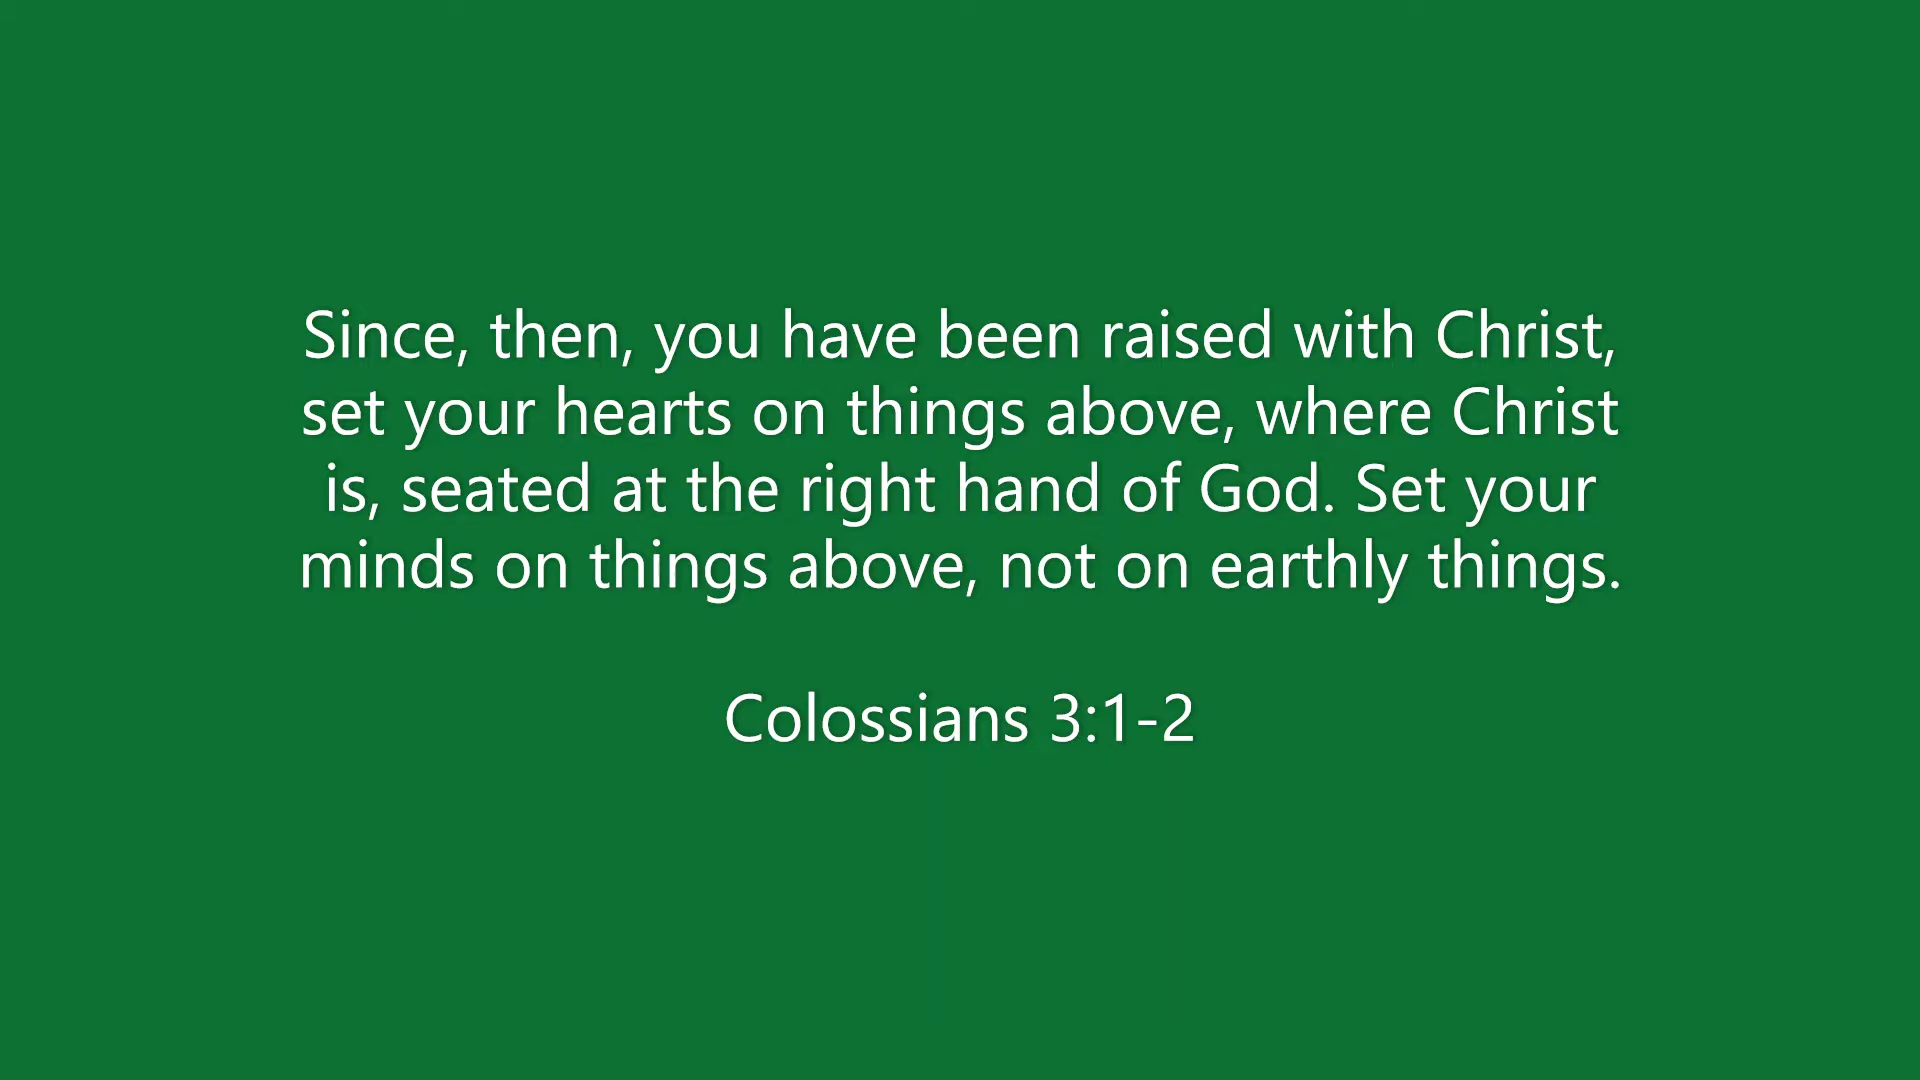 Since, then, you have been raised with Christ,
set your hearts on things above, where Christ
is, seated at the right hand of God. Set your
minds on things above, not on earthly things.
Colossians 3:1-2